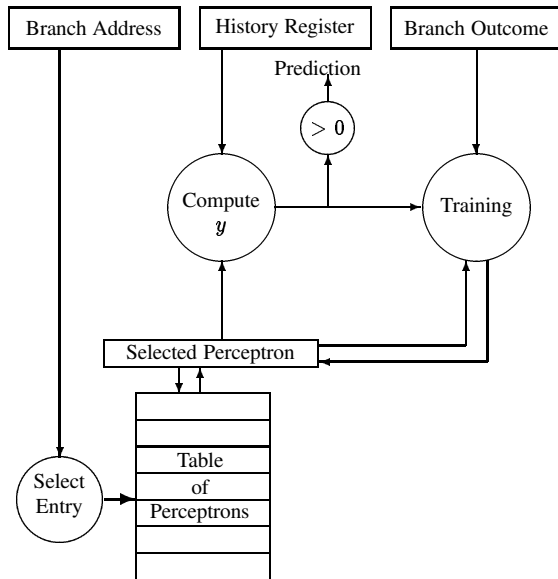 Branch Address
History Register
Branch Outcome
Prediction
> 0
Compute
y
Training
Selected Perceptron
Table
of
Perceptrons
Select
Entry